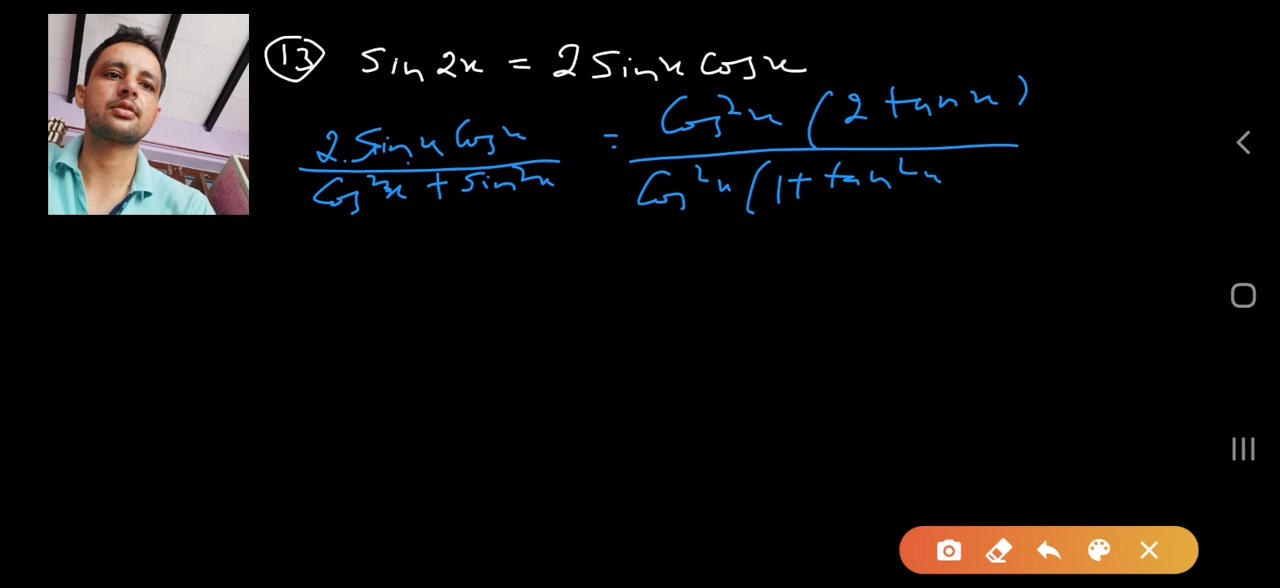 13 Sin 2x = 2 Sinx Cosx
2.Sinx Cosx / Cos²x + Sin²x = Cos²x (2 tanx) / Cos²x (1+ tan²x